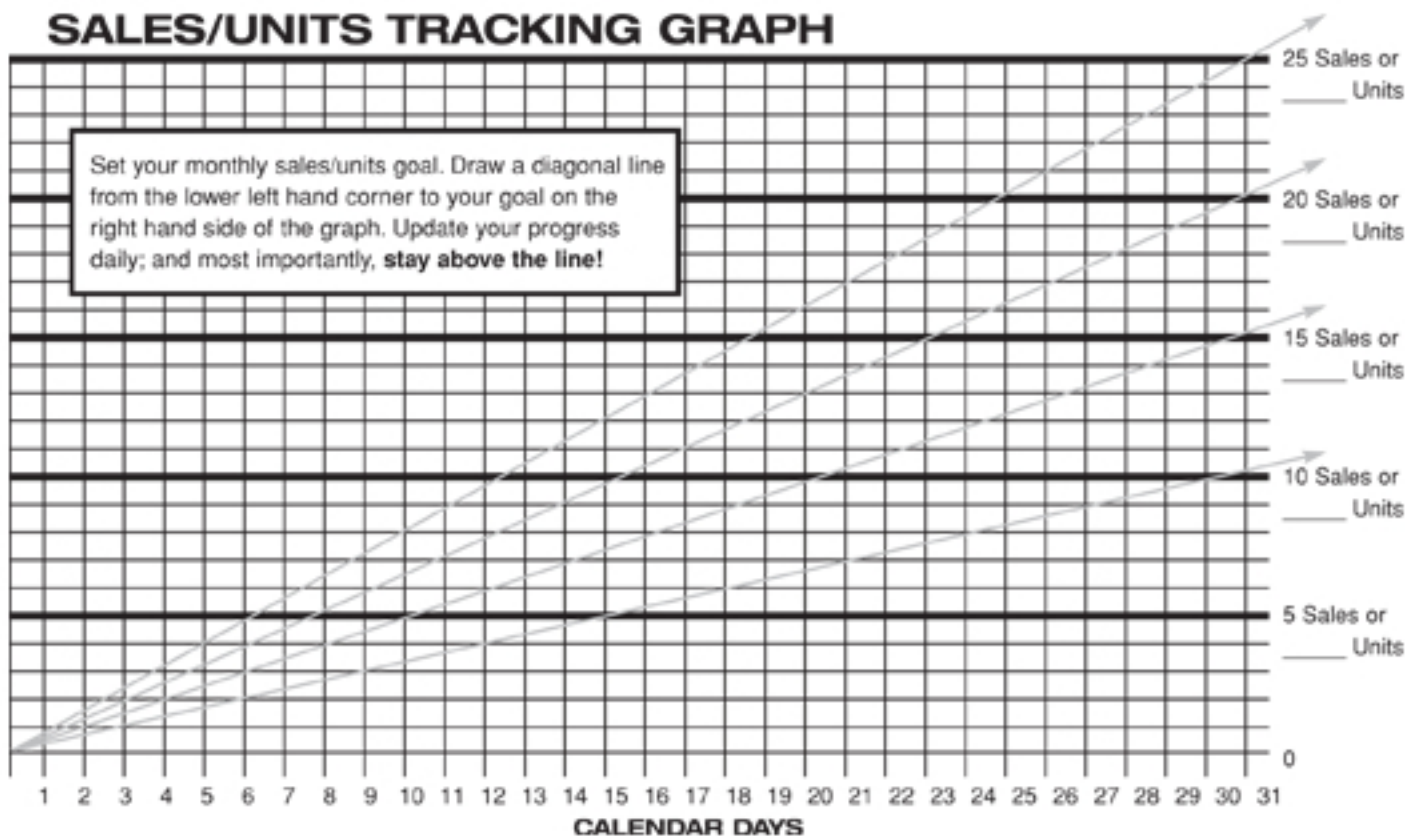 SALES/UNITS TRACKING GRAPH
25 Sales or
_____ Units
Set your monthly sales/units goal. Draw a diagonal line
from the lower left hand corner to your goal on the
right hand side of the graph. Update your progress
daily; and most importantly, stay above the line!
20 Sales or
_____ Units
15 Sales or
_____ Units
10 Sales or
_____ Units
5 Sales or
_____ Units
0
1 2 3 4 5 6 7 8 9 10 11 12 13 14 15 16 17 18 19 20 21 22 23 24 25 26 27 28 29 30 31
CALENDAR DAYS